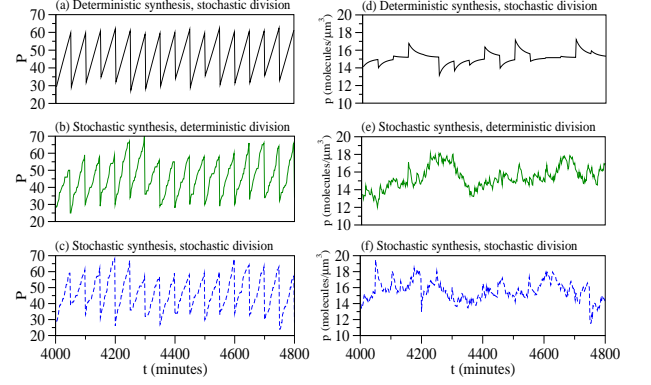 (a) Deterministic synthesis, stochastic division
70
60
50
40
30
20
P
(d) Deterministic synthesis, stochastic division
20
18
16
14
12
10
p (molecules/μm³)
(b) Stochastic synthesis, deterministic division
70
60
50
40
30
20
P
(e) Stochastic synthesis, deterministic division
20
18
16
14
12
10
p (molecules/μm³)
(c) Stochastic synthesis, stochastic division
70
60
50
40
30
20
P
4000 4200 4400 4600 4800
t (minutes)
(f) Stochastic synthesis, stochastic division
20
18
16
14
12
10
p (molecules/μm³)
4000 4200 4400 4600 4800
t (minutes)